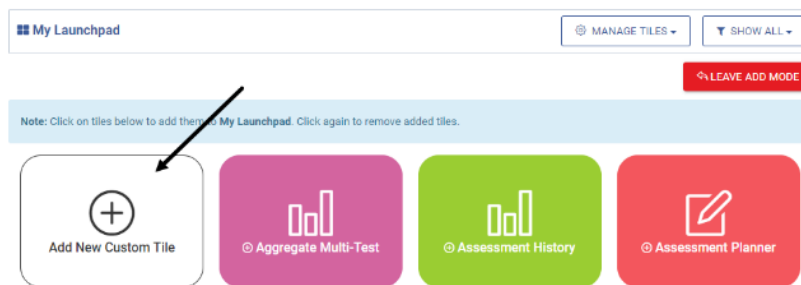 My Launchpad
MANAGE TILES
SHOW ALL
LEAVE ADD MODE
Note: Click on tiles below to add them to My Launchpad. Click again to remove added tiles.
Add New Custom Tile
Aggregate Multi-Test
Assessment History
Assessment Planner